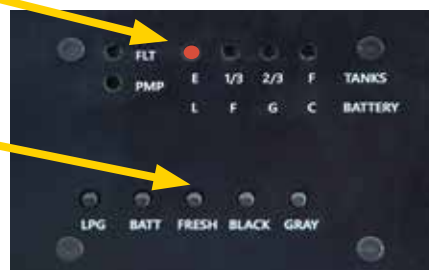 FLT
E 1/3 2/3 F TANKS
PMP
L F G C BATTERY
LPG BATT FRESH BLACK GRAY